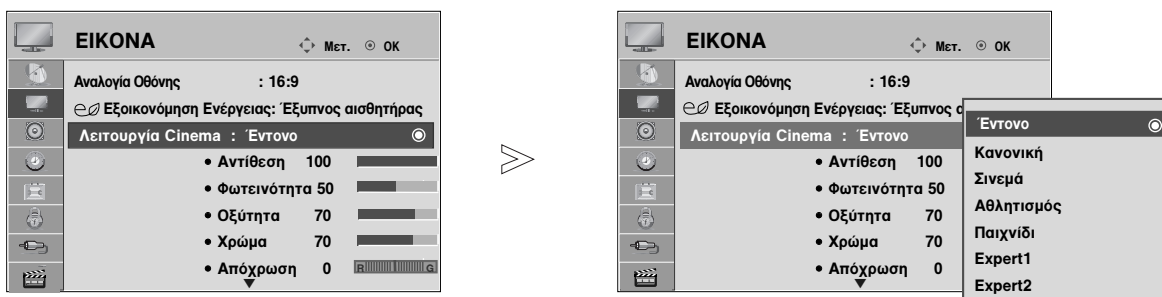 ΕΙΚΟΝΑ
Μετ. OK
Αναλογία Οθόνης : 16:9
Εξοικονόμηση Ενέργειας: Έξυπνος αισθητήρας
Λειτουργία Cinema : Έντονο
• Αντίθεση 100
• Φωτεινότητα 50
• Οξύτητα 70
• Χρώμα 70
• Απόχρωση 0
R G
ΕΙΚΟΝΑ
Μετ. OK
Αναλογία Οθόνης : 16:9
Εξοικονόμηση Ενέργειας: Έξυπνος α
Λειτουργία Cinema : Έντονο
• Αντίθεση 100
• Φωτεινότητα 50
• Οξύτητα 70
• Χρώμα 70
• Απόχρωση 0
Έντονο
Κανονική
Σινεμά
Αθλητισμός
Παιχνίδι
Expert1
Expert2